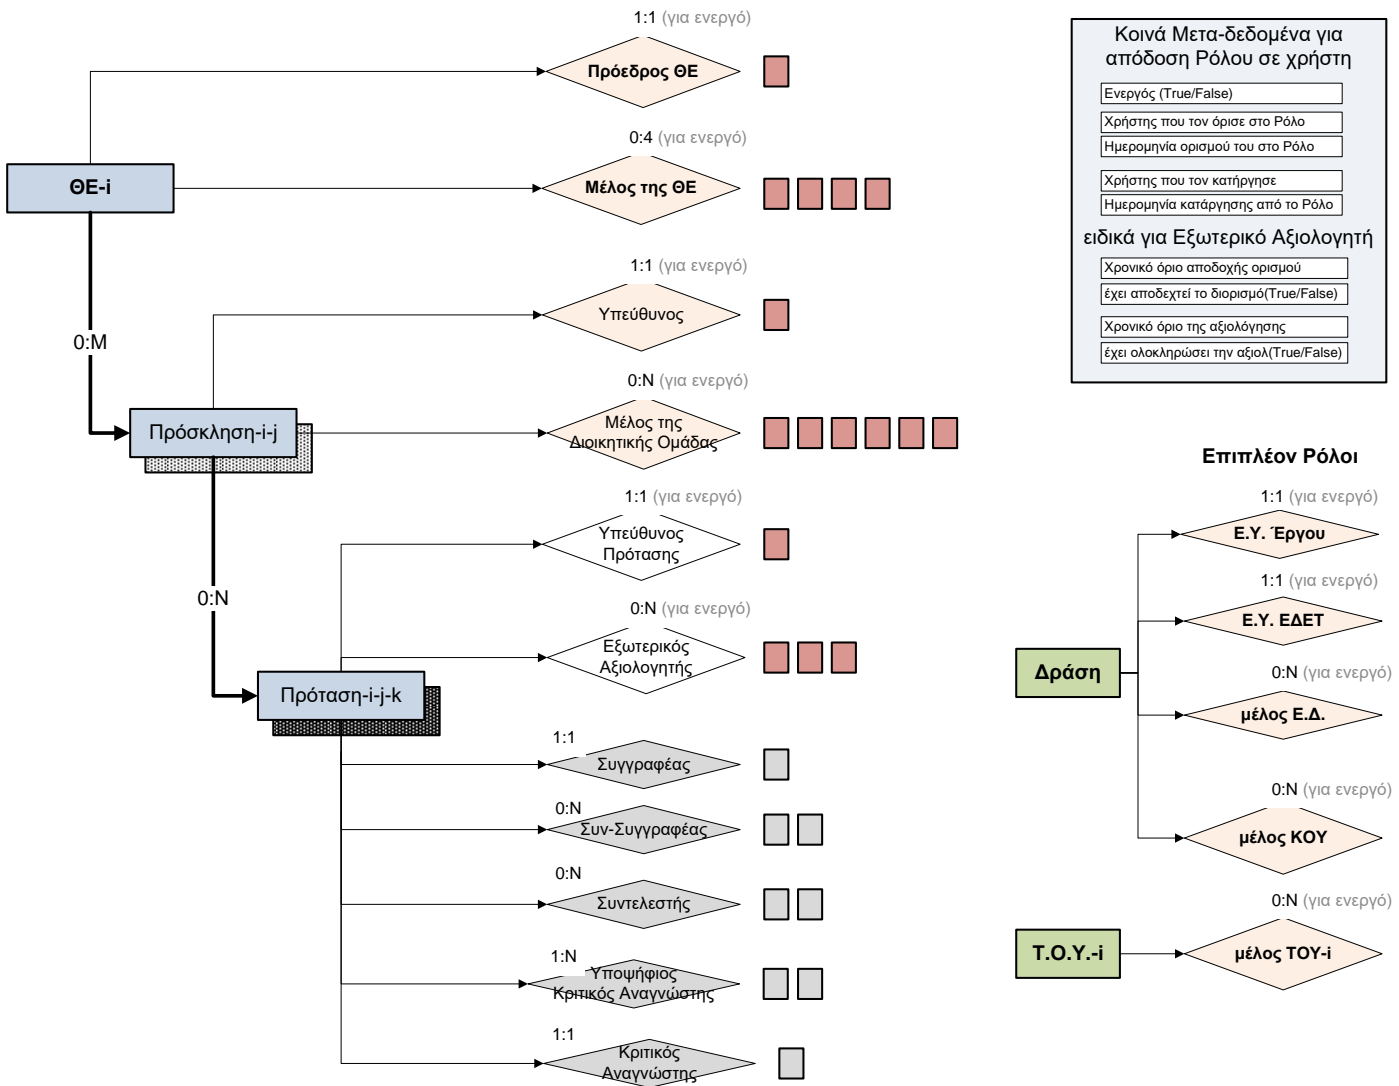 1:1 (για ενεργό)
Πρόεδρος ΘΕ
0:4 (για ενεργό)
ΘΕ-i
Μέλος της ΘΕ
1:1 (για ενεργό)
Υπεύθυνος
0:M
0:N (για ενεργό)
Πρόσκληση-i-j
Μέλος της
Διοικητικής Ομάδας
1:1 (για ενεργό)
Υπεύθυνος
Πρότασης
0:N
0:N (για ενεργό)
Εξωτερικός
Αξιολογητής
Πρόταση-i-j-k
1:1
Συγγραφέας
0:N
Συν-Συγγραφέας
0:N
Συντελεστής
1:N
Υποψήφιος
Κριτικός Αναγνώστης
1:1
Κριτικός
Αναγνώστης
Κοινά Μετα-δεδομένα για
απόδοση Ρόλου σε χρήστη
Ενεργός (True/False)
Χρήστης που τον όρισε στο Ρόλο
Ημερομηνία ορισμού του στο Ρόλο
Χρήστης που τον κατήργησε
Ημερομηνία κατάργησης από το Ρόλο
ειδικά για Εξωτερικό Αξιολογητή
Χρονικό όριο αποδοχής ορισμού
έχει αποδεχτεί το διορισμό(True/False)
Χρονικό όριο της αξιολόγησης
έχει ολοκληρώσει την αξιολ(True/False)
Επιπλέον Ρόλοι
1:1 (για ενεργό)
Ε.Υ. Έργου
1:1 (για ενεργό)
Ε.Υ. ΕΔΕΤ
Δράση
0:N (για ενεργό)
μέλος Ε.Δ.
0:N (για ενεργό)
μέλος ΚΟΥ
0:N (για ενεργό)
Τ.Ο.Υ.-i
μέλος ΤΟΥ-i